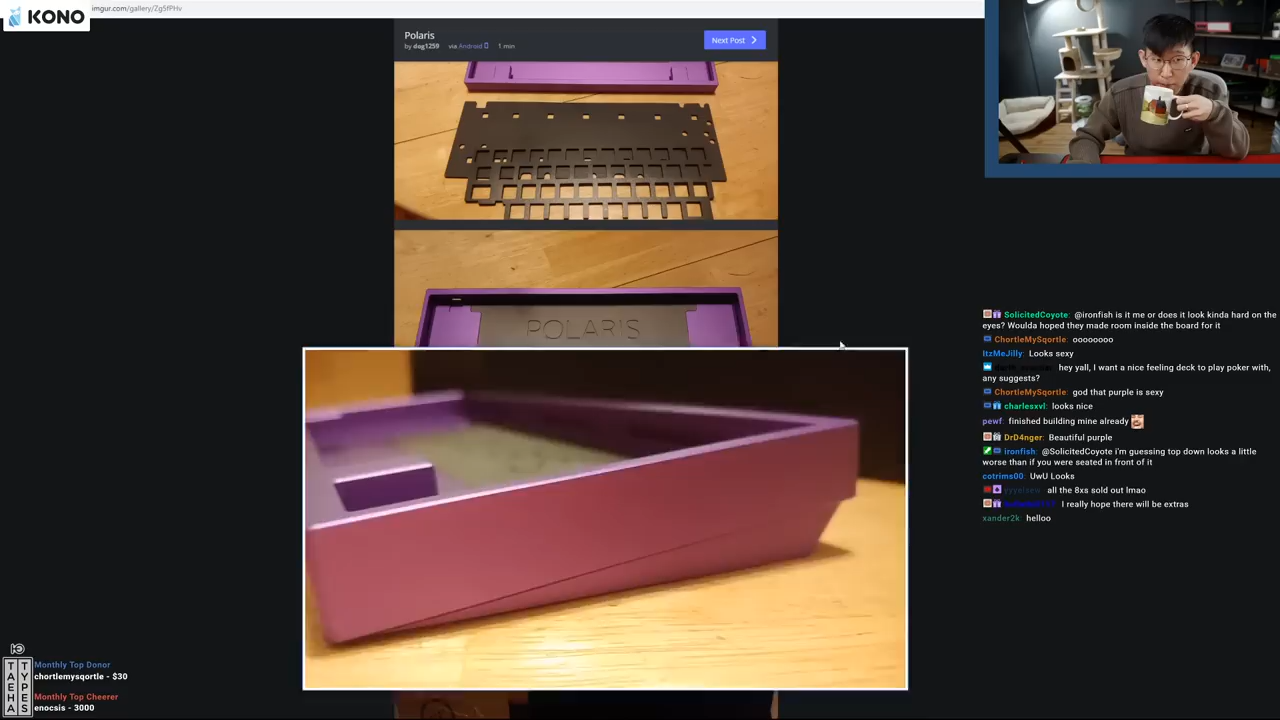 KONO
imgur.com/gallery/Zg5fPHv
Polaris
by dog1259 via Android 1 min
Next Post
POLARIS
SolicitedCoyote: @ironfish is it me or does it look kinda hard on the
eyes? Woulda hoped they made room inside the board for it
ChortleMySqortle: oooooooo
ItzMeJilly: Looks sexy
hey yall, I want a nice feeling deck to play poker with,
any suggests?
ChortleMySqortle: god that purple is sexy
charlesxvl: looks nice
pewf: finished building mine already
DrD4nger: Beautiful purple
ironfish: @SolicitedCoyote i'm guessing top down looks a little
worse than if you were seated in front of it
cotrims00: UwU Looks
all the 8xs sold out lmao
I really hope there will be extras
xander2k: helloo
TAEHA
TYPES
Monthly Top Donor
chortlemysqortle - $30
Monthly Top Cheerer
enocsis - 3000